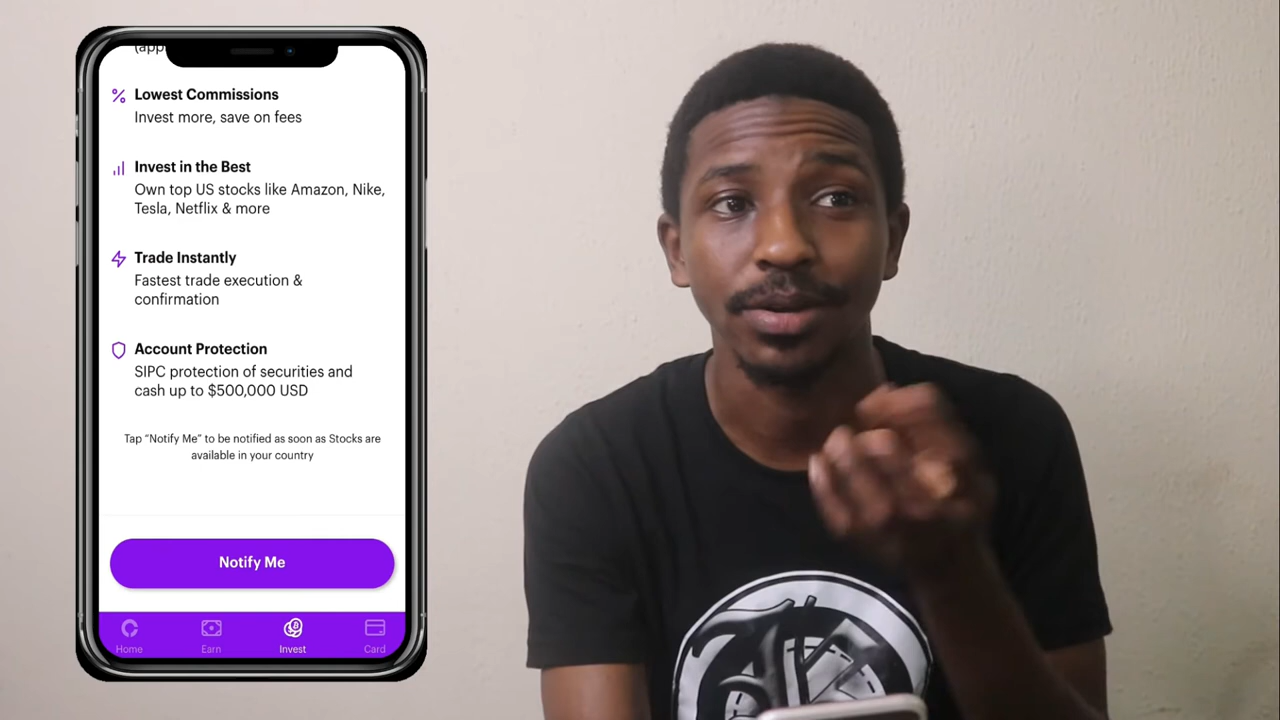 Lowest Commissions
Invest more, save on fees
Invest in the Best
Own top US stocks like Amazon, Nike,
Tesla, Netflix & more
Trade Instantly
Fastest trade execution &
confirmation
Account Protection
SIPC protection of securities and
cash up to $500,000 USD
Tap “Notify Me” to be notified as soon as Stocks are
available in your country
Notify Me
Home
Earn
Invest
Card